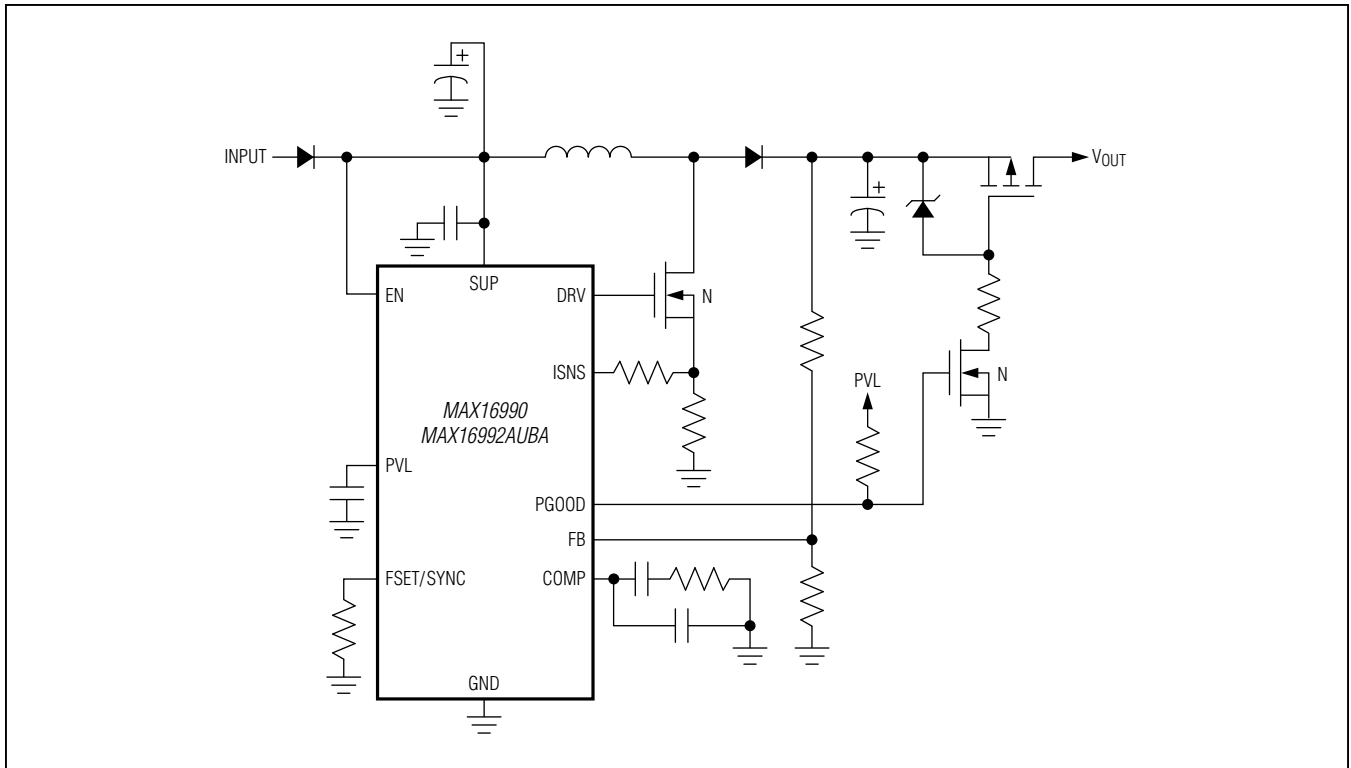 INPUT
VOUT
SUP
EN
DRV
N
ISNS
PVL
N
MAX16990
MAX16992AUBA
PVL
PGOOD
FB
FSET/SYNC
COMP
GND
+
+